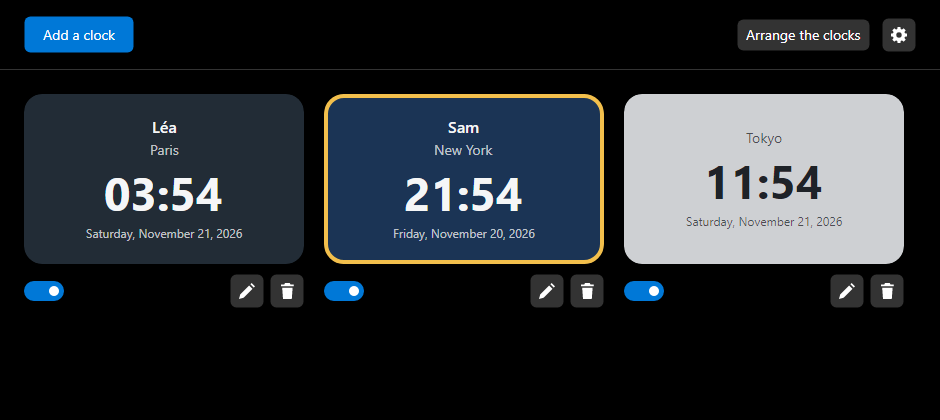 Add a clock
Arrange the clocks
Léa
Paris
03:54
Saturday, November 21, 2026
Sam
New York
21:54
Friday, November 20, 2026
Tokyo
11:54
Saturday, November 21, 2026